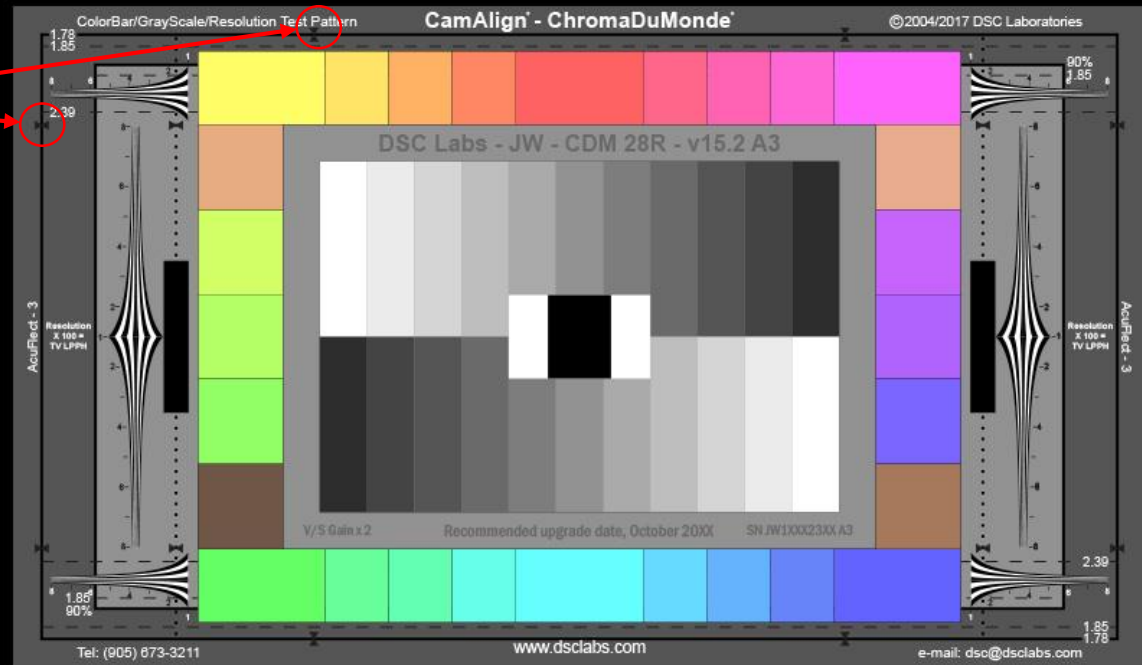 ColorBar/GrayScale/Resolution Test Pattern
CamAlign® - ChromaDuMonde®
©2004/2017 DSC Laboratories
1.78
1.85
90%
1.85
2.39
DSC Labs - JW - CDM 28R - v15.2 A3
AcuFlect - 3
Resolution
X 100 =
TV LPPH
Resolution
X 100 =
TV LPPH
AcuFlect - 3
V/S Gain x 2
Recommended upgrade date, October 20XX
SN JW1XXX23XX A3
2.39
1.85
90%
1.85
1.78
Tel: (905) 673-3211
www.dsclabs.com
e-mail: dsc@dsclabs.com